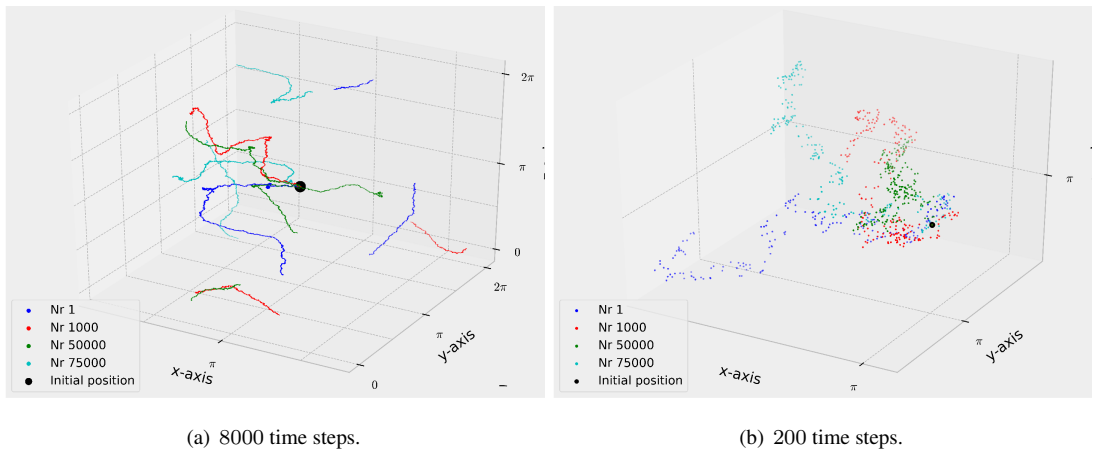 2π
π
0
2π
π
y-axis
π
x-axis
0
Nr 1
Nr 1000
Nr 50000
Nr 75000
Initial position
π
π
y-axis
x-axis
π
Nr 1
Nr 1000
Nr 50000
Nr 75000
Initial position
(a) 8000 time steps.
(b) 200 time steps.